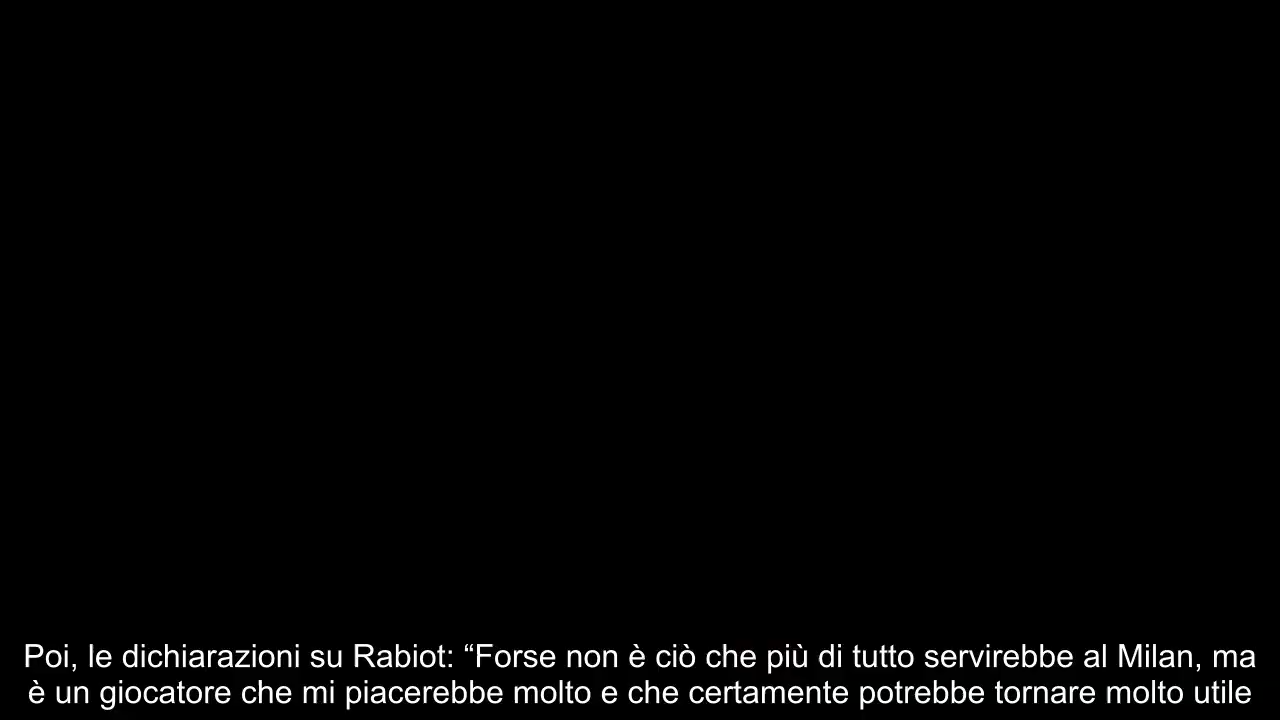 Poi, le dichiarazioni su Rabiot: “Forse non è ciò che più di tutto servirebbe al Milan, ma
è un giocatore che mi piacerebbe molto e che certamente potrebbe tornare molto utile